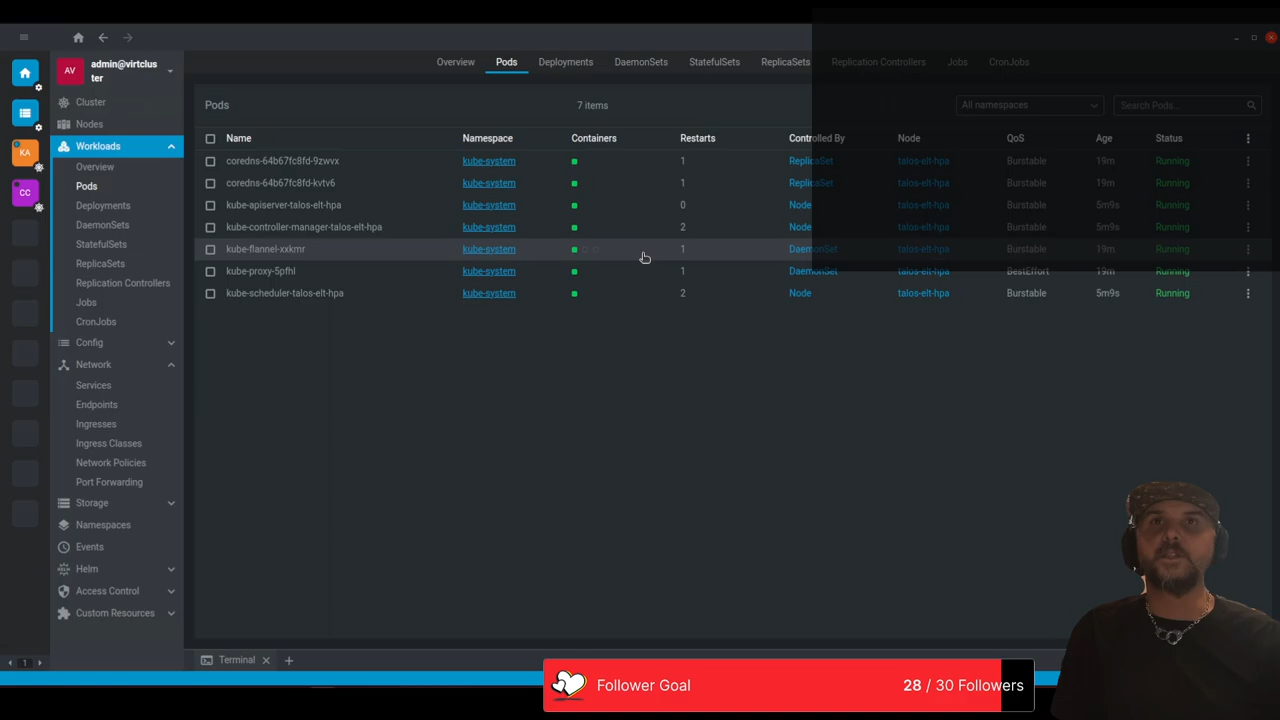 admin@virtclus
ter
AV
Overview Pods Deployments DaemonSets StatefulSets ReplicaSets Replication Controllers Jobs CronJobs
Cluster
Nodes
Workloads
Overview
Pods
Deployments
DaemonSets
StatefulSets
ReplicaSets
Replication Controllers
Jobs
CronJobs
Config
Network
Services
Endpoints
Ingresses
Ingress Classes
Network Policies
Port Forwarding
Storage
Namespaces
Events
Helm
Access Control
Custom Resources
KA
CC
1
Pods 7 items All namespaces Search Pods...
Name Namespace Containers Restarts Controlled By Node QoS Age Status
coredns-64b67fc8fd-9zwvx kube-system 1 ReplicaSet talos-elt-hpa Burstable 19m Running
coredns-64b67fc8fd-kvtv6 kube-system 1 ReplicaSet talos-elt-hpa Burstable 19m Running
kube-apiserver-talos-elt-hpa kube-system 0 Node talos-elt-hpa Burstable 5m9s Running
kube-controller-manager-talos-elt-hpa kube-system 2 Node talos-elt-hpa Burstable 5m9s Running
kube-flannel-xxkmr kube-system 1 DaemonSet talos-elt-hpa Burstable 19m Running
kube-proxy-5pfhl kube-system 1 DaemonSet talos-elt-hpa BestEffort 19m Running
kube-scheduler-talos-elt-hpa kube-system 2 Node talos-elt-hpa Burstable 5m9s Running
Terminal
Follower Goal 28 / 30 Followers